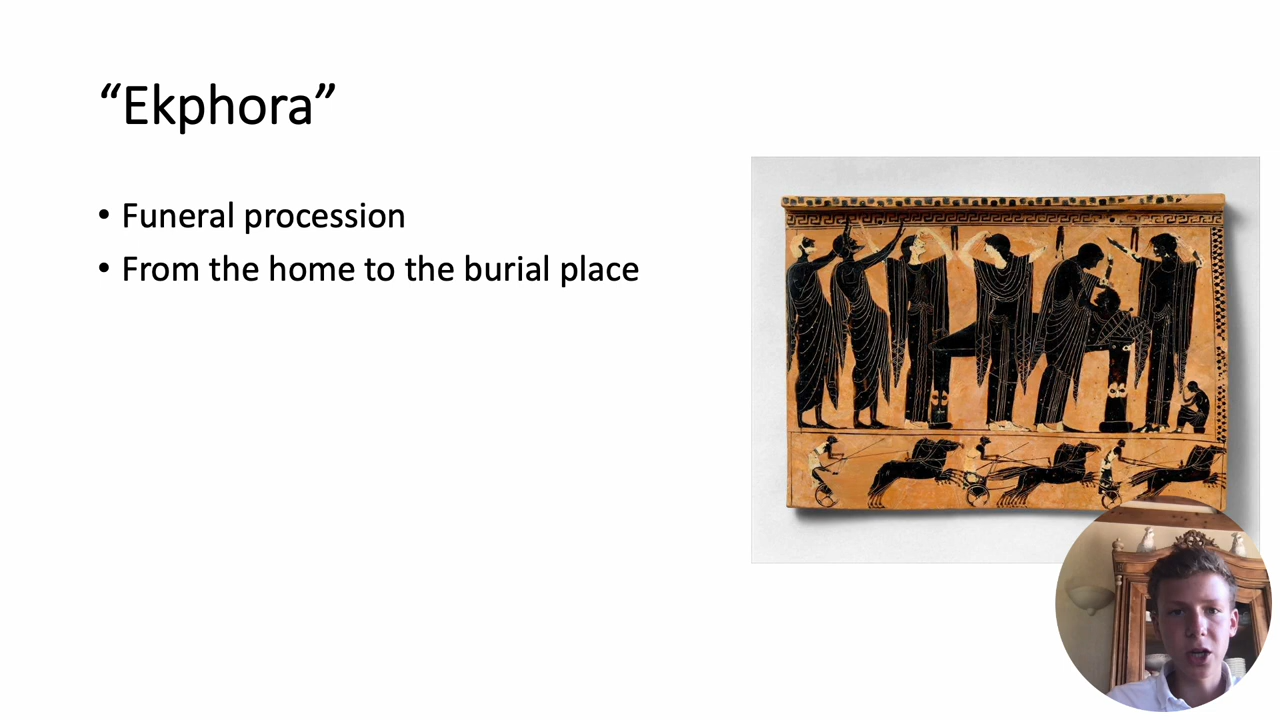 “Ekphora”
• Funeral procession
• From the home to the burial place